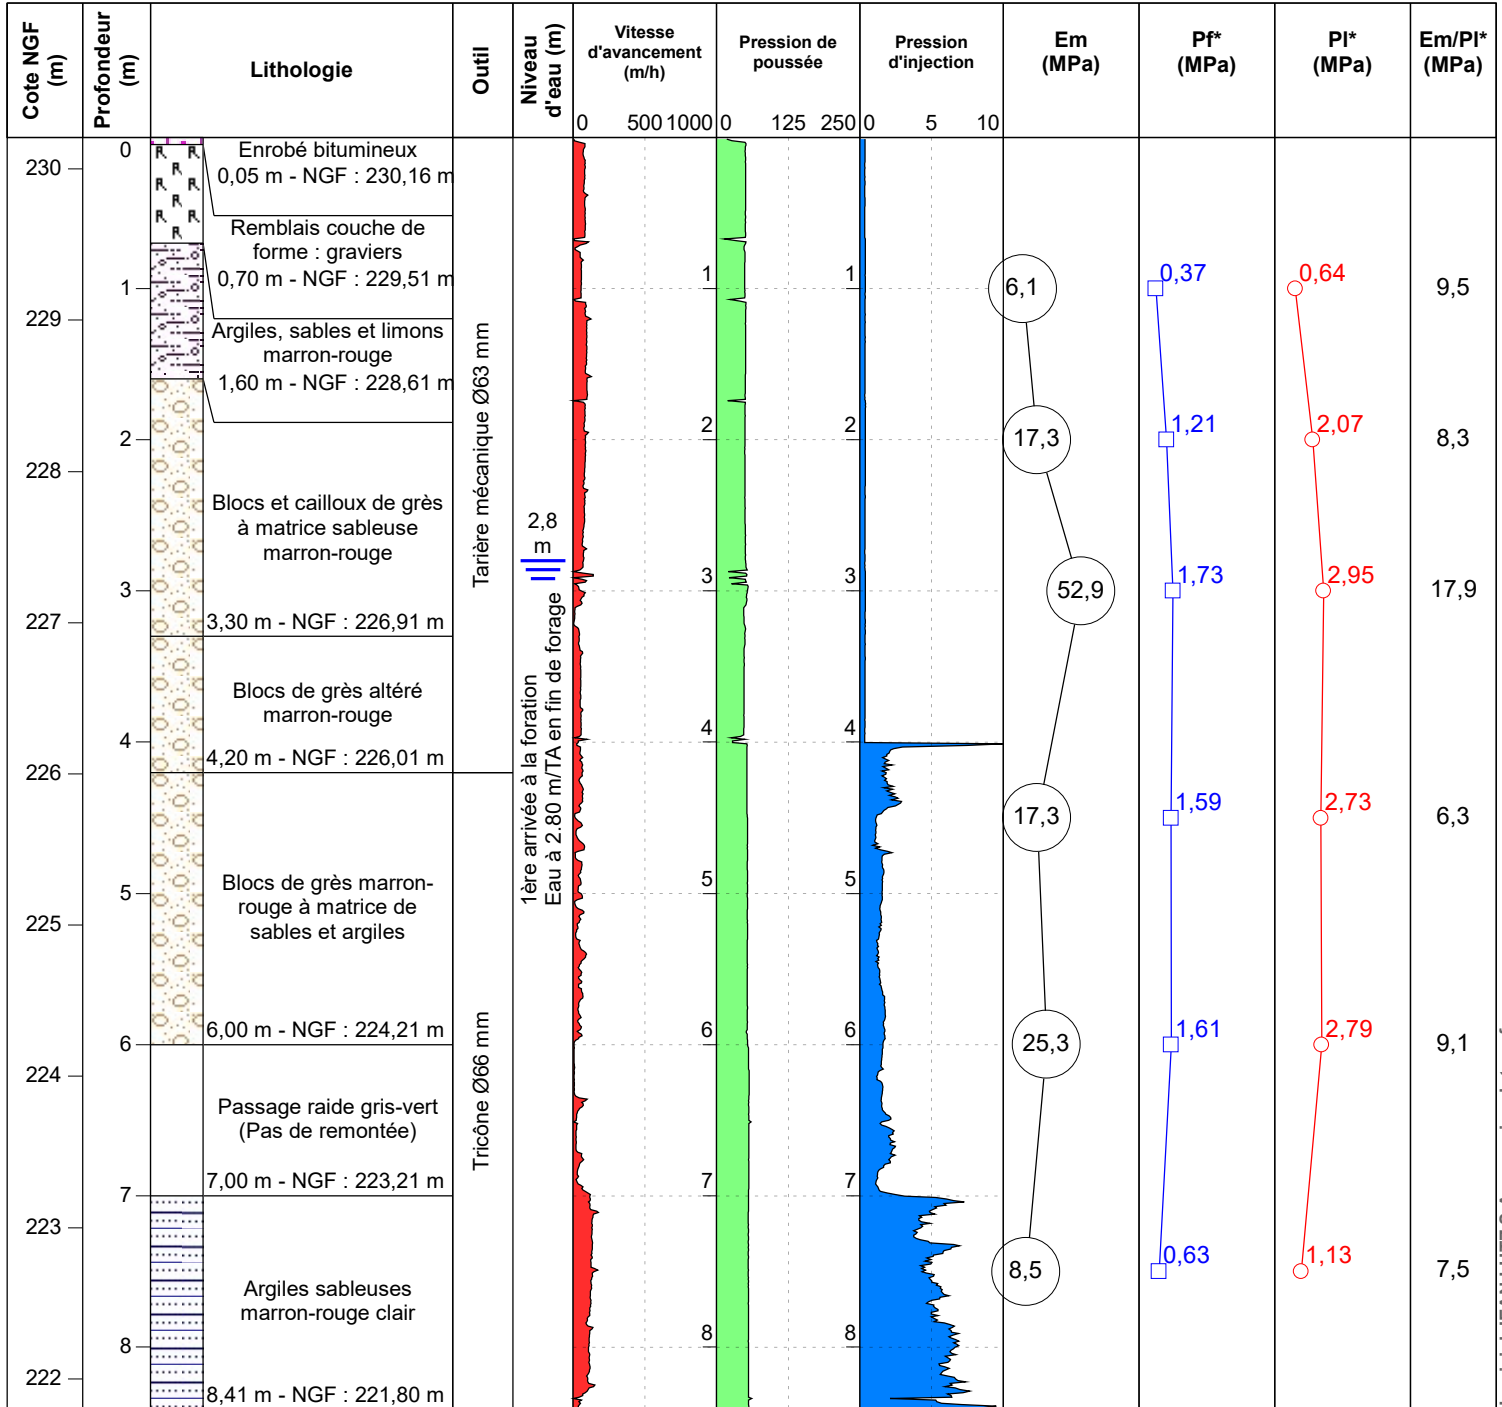 Cote NGF
(m)
Profondeur
(m)
Lithologie
Outil
Niveau
d'eau (m)
Vitesse
d'avancement
(m/h)
Pression de
poussée
Pression
d'injection
Em
(MPa)
Pf*
(MPa)
Pl*
(MPa)
Em/Pl*
(MPa)
0 500 1000
0 125 250
0 5 10
230
229
228
227
226
225
224
223
222
0
1
2
3
4
5
6
7
8
Enrobé bitumineux
0,05 m - NGF : 230,16 m
Remblais couche de
forme : graviers
0,70 m - NGF : 229,51 m
Argiles, sables et limons
marron-rouge
1,60 m - NGF : 228,61 m
Blocs et cailloux de grès
à matrice sableuse
marron-rouge
3,30 m - NGF : 226,91 m
Blocs de grès altéré
marron-rouge
4,20 m - NGF : 226,01 m
Blocs de grès marron-
rouge à matrice de
sables et argiles
6,00 m - NGF : 224,21 m
Passage raide gris-vert
(Pas de remontée)
7,00 m - NGF : 223,21 m
Argiles sableuses
marron-rouge clair
8,41 m - NGF : 221,80 m
Tarière mécanique Ø63 mm
Tricône Ø66 mm
2,8
m
1ère arrivée à la foration
Eau à 2.80 m/TA en fin de forage
1
2
3
4
5
6
7
8
1
2
3
4
5
6
7
8
6,1
17,3
52,9
17,3
25,3
8,5
0,37
1,21
1,73
1,59
1,61
0,63
0,64
2,07
2,95
2,73
2,79
1,13
9,5
8,3
17,9
6,3
9,1
7,5